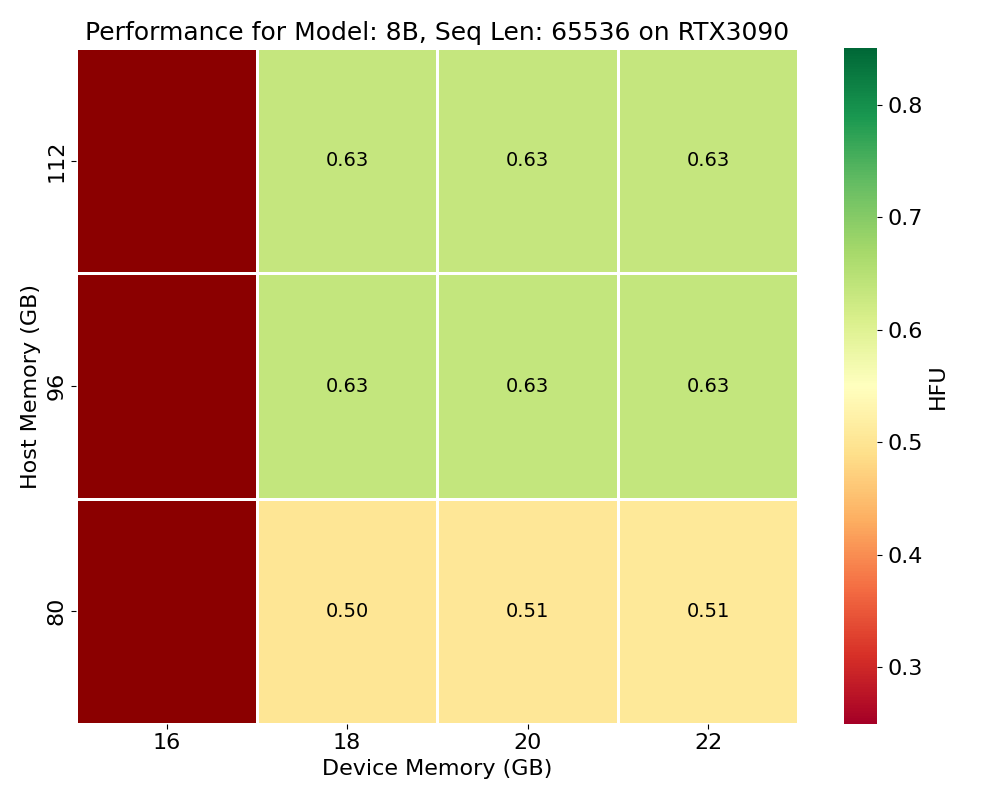 Performance for Model: 8B, Seq Len: 65536 on RTX3090
Host Memory (GB)
112
0.63 0.63 0.63
96
0.63 0.63 0.63
80
0.50 0.51 0.51
16 18 20 22
Device Memory (GB)
0.8
0.7
0.6
0.5
0.4
0.3
HFU